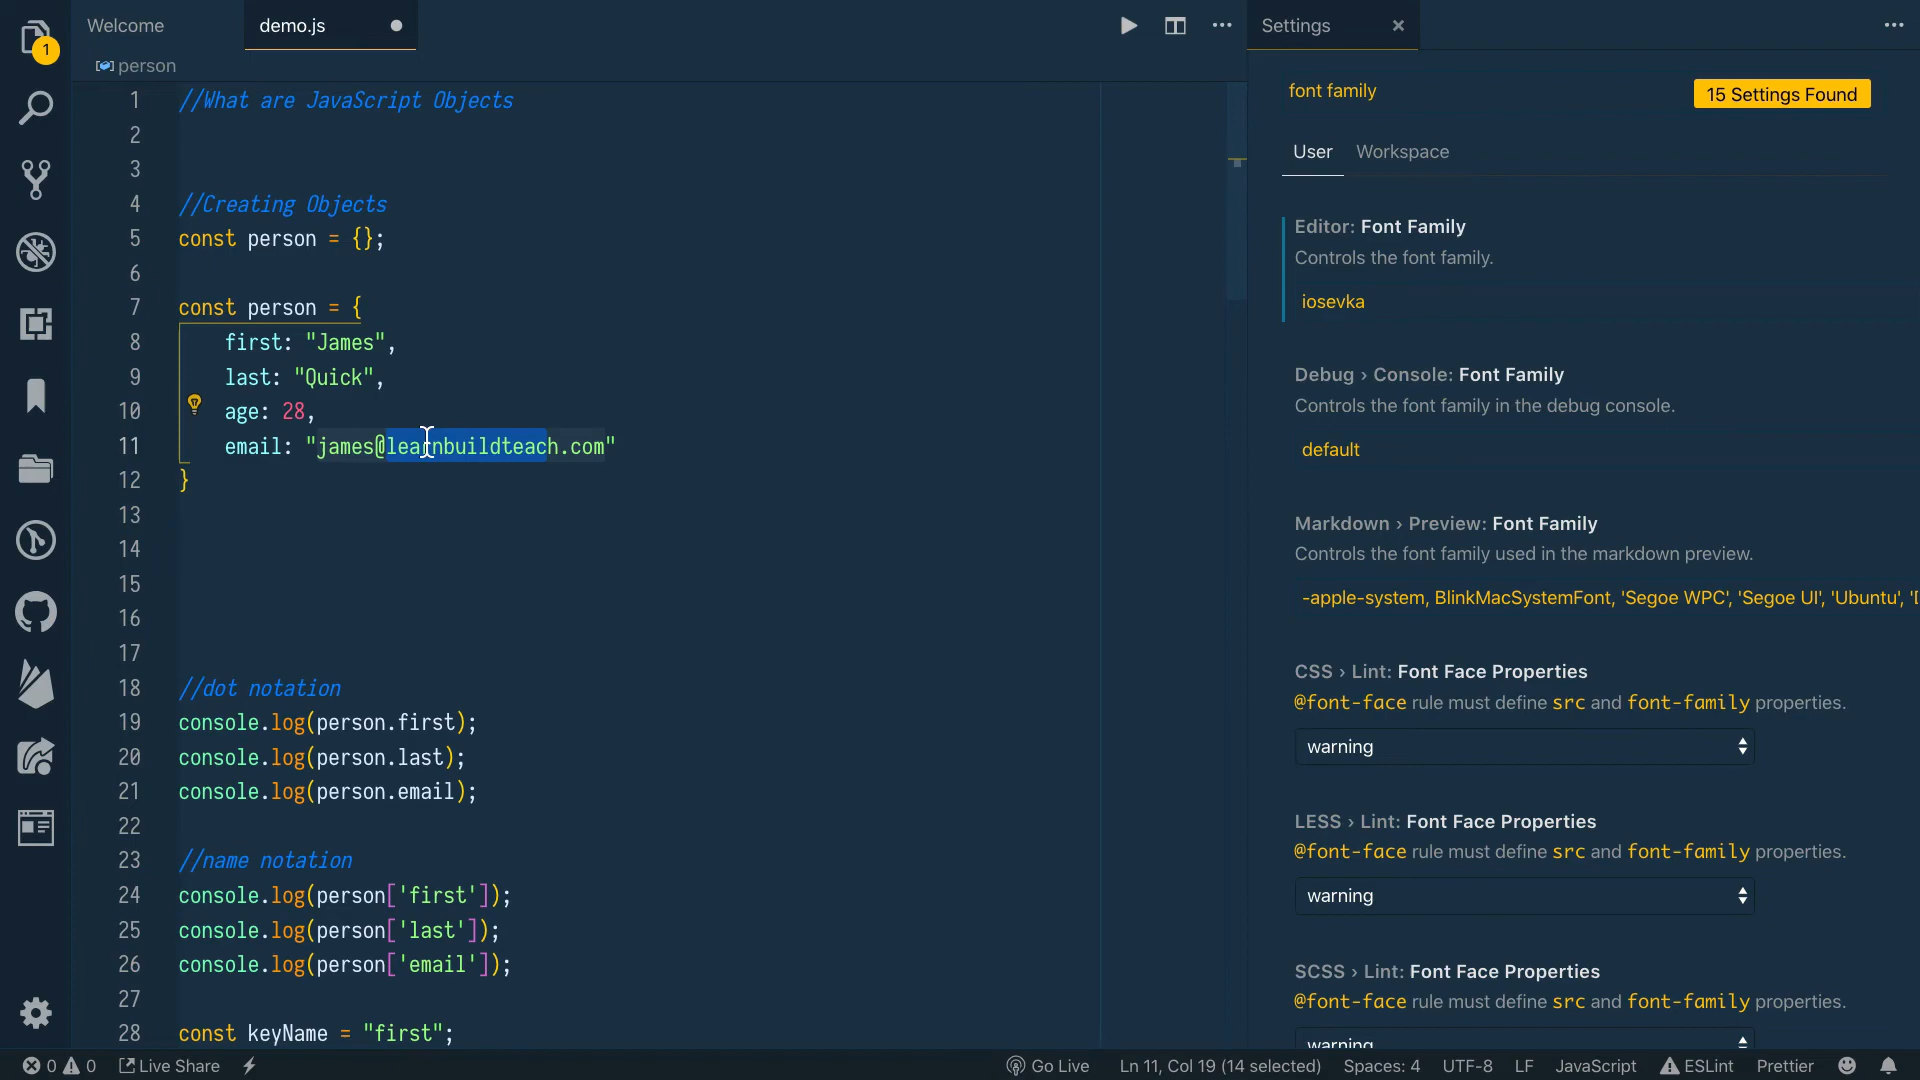 Welcome
demo.js
Settings
1
person
1 //What are JavaScript Objects
2
3
4 //Creating Objects
5 const person = {};
6
7 const person = {
8 first: "James",
9 last: "Quick",
10 age: 28,
11 email: "james@learnbuildteach.com"
12 }
13
14
15
16
17
18 //dot notation
19 console.log(person.first);
20 console.log(person.last);
21 console.log(person.email);
22
23 //name notation
24 console.log(person['first']);
25 console.log(person['last']);
26 console.log(person['email']);
27
28 const keyName = "first";
font family
15 Settings Found
User Workspace
Editor: Font Family
Controls the font family.
iosevka
Debug › Console: Font Family
Controls the font family in the debug console.
default
Markdown › Preview: Font Family
Controls the font family used in the markdown preview.
-apple-system, BlinkMacSystemFont, 'Segoe WPC', 'Segoe UI', 'Ubuntu', '
CSS › Lint: Font Face Properties
@font-face rule must define src and font-family properties.
warning
LESS › Lint: Font Face Properties
@font-face rule must define src and font-family properties.
warning
SCSS › Lint: Font Face Properties
@font-face rule must define src and font-family properties.
warning
0 0 Live Share Go Live Ln 11, Col 19 (14 selected) Spaces: 4 UTF-8 LF JavaScript ESLint Prettier